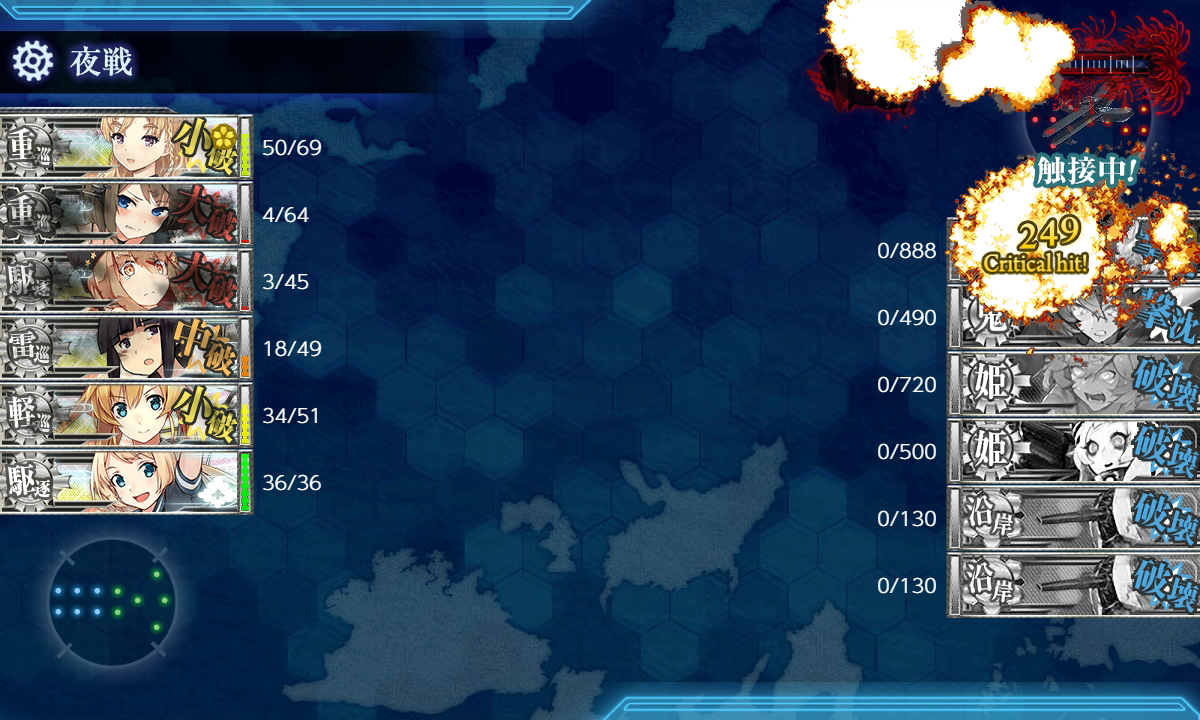 夜戦
重巡 小破 50/69
重巡 大破 4/64
駆逐 大破 3/45
雷巡 中破 18/49
軽巡 小破 34/51
駆逐 36/36
触接中!
249
Critical hit!
0/888
0/490 鬼 撃沈
0/720 姫 破壊
0/500 姫 破壊
0/130 沿岸 破壊
0/130 沿岸 破壊